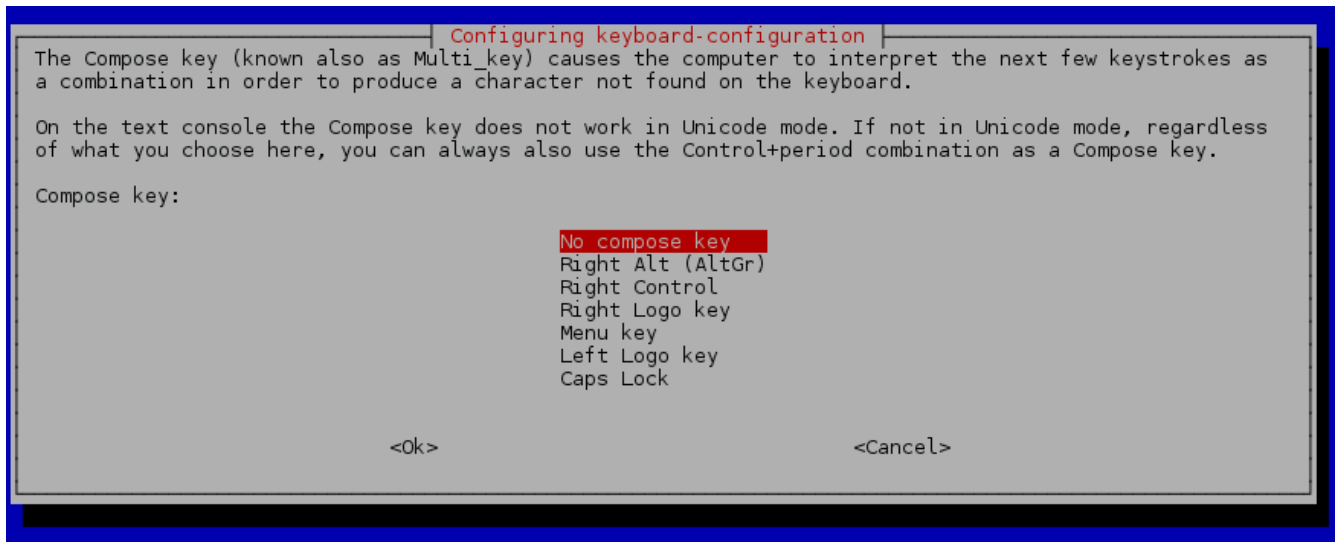 Configuring keyboard-configuration
The Compose key (known also as Multi_key) causes the computer to interpret the next few keystrokes as
a combination in order to produce a character not found on the keyboard.
On the text console the Compose key does not work in Unicode mode. If not in Unicode mode, regardless
of what you choose here, you can always also use the Control+period combination as a Compose key.
Compose key:
No compose key
Right Alt (AltGr)
Right Control
Right Logo key
Menu key
Left Logo key
Caps Lock
<Ok> <Cancel>